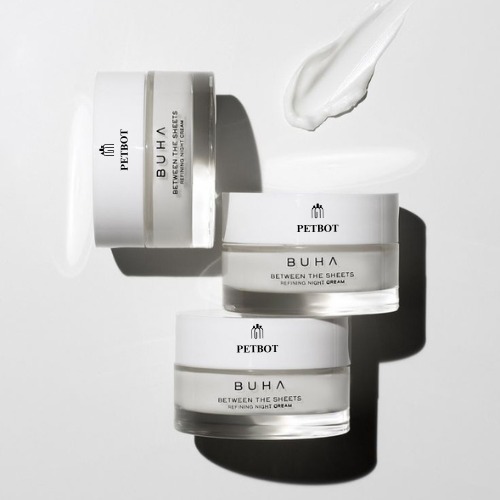 PETBOT
BUHA
BETWEEN THE SHEETS
REFINING NIGHT CREAM
PETBOT
BUHA
BETWEEN THE SHEETS
REFINING NIGHT CREAM
PETBOT
BUHA
BETWEEN THE SHEETS
REFINING NIGHT CREAM